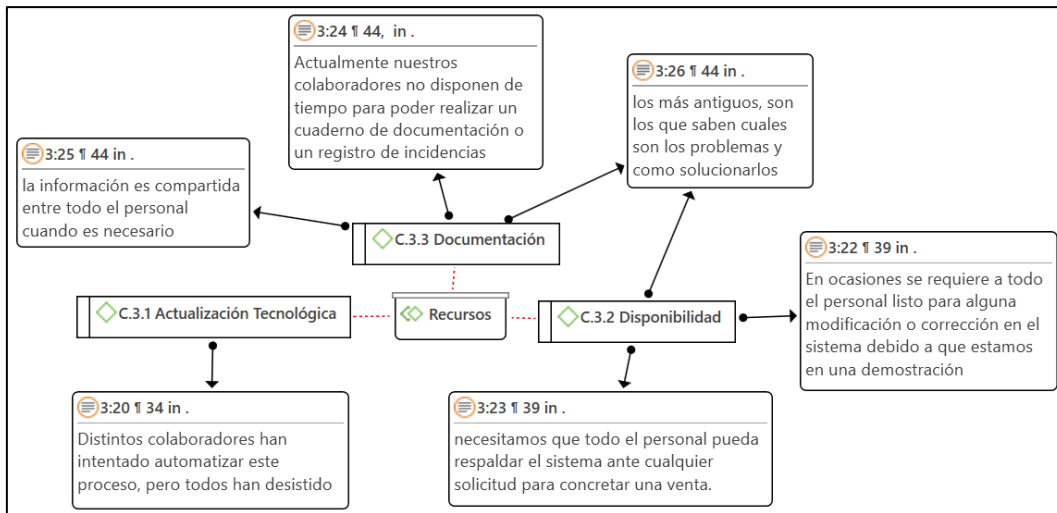 3:24 ¶ 44, in .
Actualmente nuestros
colaboradores no disponen de
tiempo para poder realizar un
cuaderno de documentación o
un registro de incidencias
3:26 ¶ 44 in .
los más antiguos, son
los que saben cuales
son los problemas y
como solucionarlos
3:25 ¶ 44 in .
la información es compartida
entre todo el personal
cuando es necesario
C.3.3 Documentación
3:22 ¶ 39 in .
En ocasiones se requiere a todo
el personal listo para alguna
modificación o corrección en el
sistema debido a que estamos
en una demostración
C.3.1 Actualización Tecnológica
Recursos
C.3.2 Disponibilidad
3:20 ¶ 34 in .
Distintos colaboradores han
intentado automatizar este
proceso, pero todos han desistido
3:23 ¶ 39 in .
necesitamos que todo el personal pueda
respaldar el sistema ante cualquier
solicitud para concretar una venta.